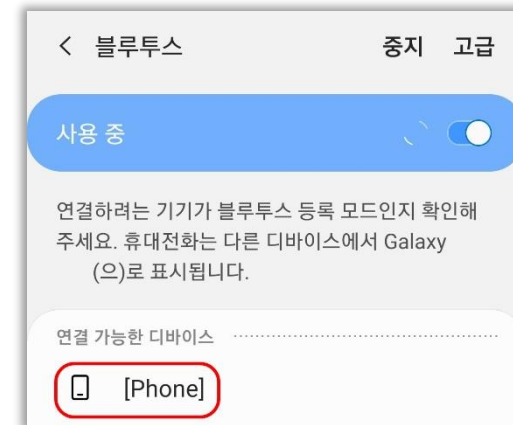 < 블루투스 중지 고급
사용 중
연결하려는 기기가 블루투스 등록 모드인지 확인해
주세요. 휴대전화는 다른 디바이스에서 Galaxy
(으)로 표시됩니다.
연결 가능한 디바이스
[Phone]